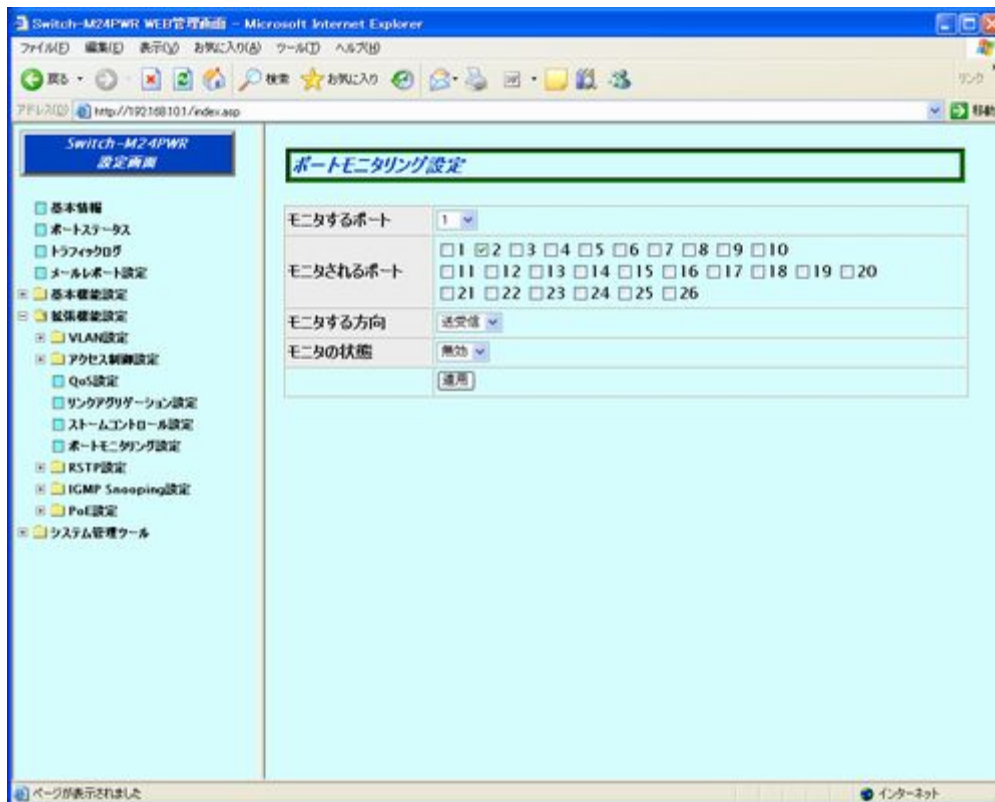 Switch-M24PWR WEB管理画面 - Microsoft Internet Explorer
ファイル(F) 編集(E) 表示(V) お気に入り(A) ツール(T) ヘルプ(H)
戻る 検索 お気に入り リンク
アドレス(D) http://192.168.10.1/index.asp 移動
Switch-M24PWR
設定画面
基本情報
ポートステータス
トラフィックログ
メールレポート設定
基本機能設定
拡張機能設定
VLAN設定
アクセス制御設定
QoS設定
リンクアグリゲーション設定
ストームコントロール設定
ポートモニタリング設定
RSTP設定
IGMP Snooping設定
PoE設定
システム管理ツール
ポートモニタリング設定
モニタするポート 1
モニタされるポート
1 2 3 4 5 6 7 8 9 10
11 12 13 14 15 16 17 18 19 20
21 22 23 24 25 26
モニタする方向 送受信
モニタの状態 無効
適用
ページが表示されました インターネット